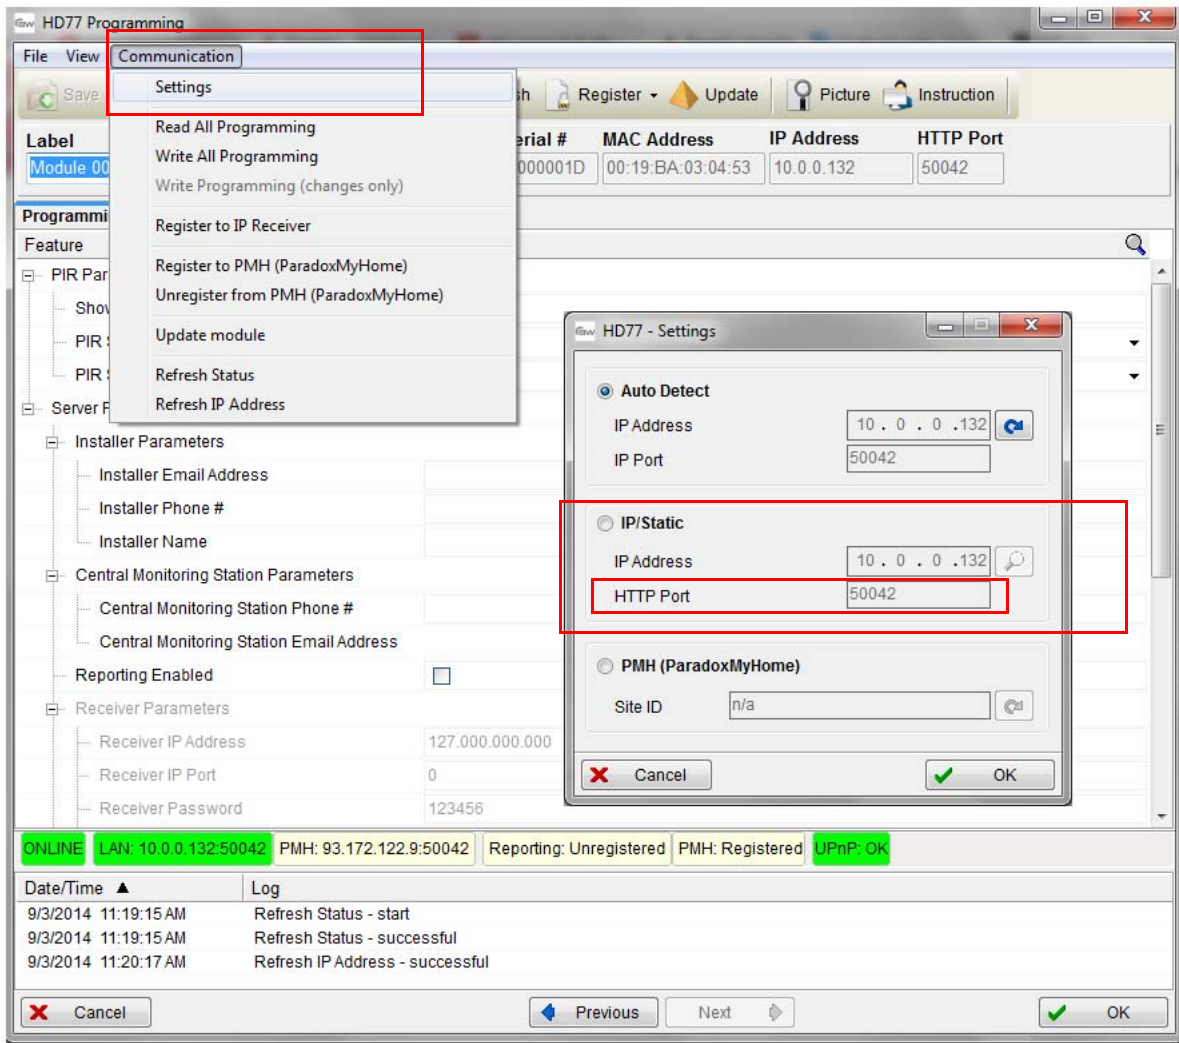 HD77 Programming
File View Communication
Save Register Update Picture Instruction
Settings
Read All Programming
Write All Programming
Write Programming (changes only)
Register to IP Receiver
Register to PMH (ParadoxMyHome)
Unregister from PMH (ParadoxMyHome)
Update module
Refresh Status
Refresh IP Address
Label MAC Address IP Address HTTP Port
Module 00 000001D 00:19:BA:03:04:53 10.0.0.132 50042
Feature
PIR Par
PIR
PIR
Server
Installer Parameters
Installer Email Address
Installer Phone #
Installer Name
Central Monitoring Station Parameters
Central Monitoring Station Phone #
Central Monitoring Station Email Address
Reporting Enabled
Receiver Parameters
Receiver IP Address 127.000.000.000
Receiver IP Port 0
Receiver Password 123456
HD77 - Settings
Auto Detect
IP Address 10 . 0 . 0 .132
IP Port 50042
IP/Static
IP Address 10 . 0 . 0 .132
HTTP Port 50042
PMH (ParadoxMyHome)
Site ID n/a
Cancel OK
ONLINE LAN: 10.0.0.132:50042 PMH: 93.172.122.9:50042 Reporting: Unregistered PMH: Registered UPnP: OK
Date/Time Log
9/3/2014 11:19:15 AM Refresh Status - start
9/3/2014 11:19:15 AM Refresh Status - successful
9/3/2014 11:20:17 AM Refresh IP Address - successful
Cancel Previous Next OK